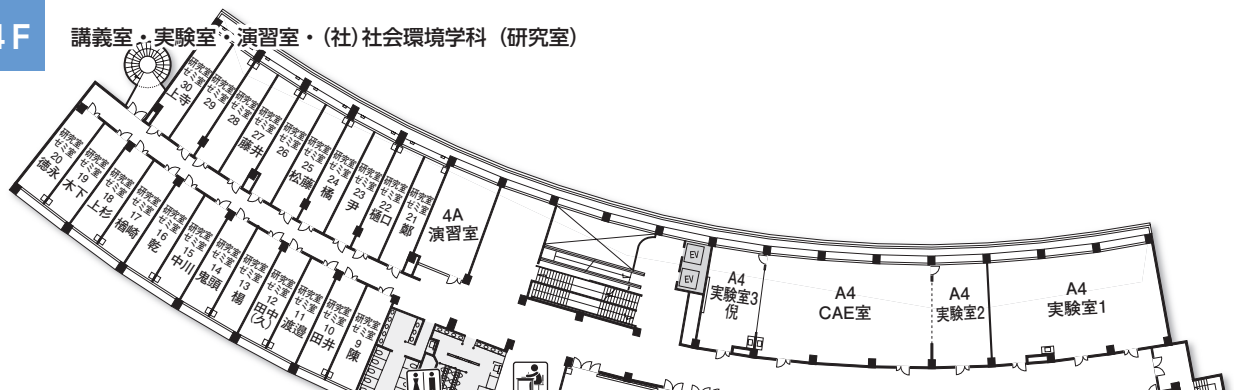 4F
講義室・実験室・演習室・(社)社会環境学科（研究室）
研究室
ゼミ室
30
上寺
研究室
ゼミ室
29
研究室
ゼミ室
28
研究室
ゼミ室
27
藤井
研究室
ゼミ室
26
研究室
ゼミ室
25
松藤
研究室
ゼミ室
24
橘
研究室
ゼミ室
23
尹
研究室
ゼミ室
22
樋口
研究室
ゼミ室
21
鄭
4A
演習室
研究室
ゼミ室
20
徳永
研究室
ゼミ室
19
木下
研究室
ゼミ室
18
上杉
研究室
ゼミ室
17
楢崎
研究室
ゼミ室
16
乾
研究室
ゼミ室
15
中川
研究室
ゼミ室
14
鬼頭
研究室
ゼミ室
13
楊
研究室
ゼミ室
12
田中
(久)
研究室
ゼミ室
11
渡邉
研究室
ゼミ室
10
田井
研究室
ゼミ室
9
陳
EV
EV
A4
実験室3
倪
A4
CAE室
A4
実験室2
A4
実験室1